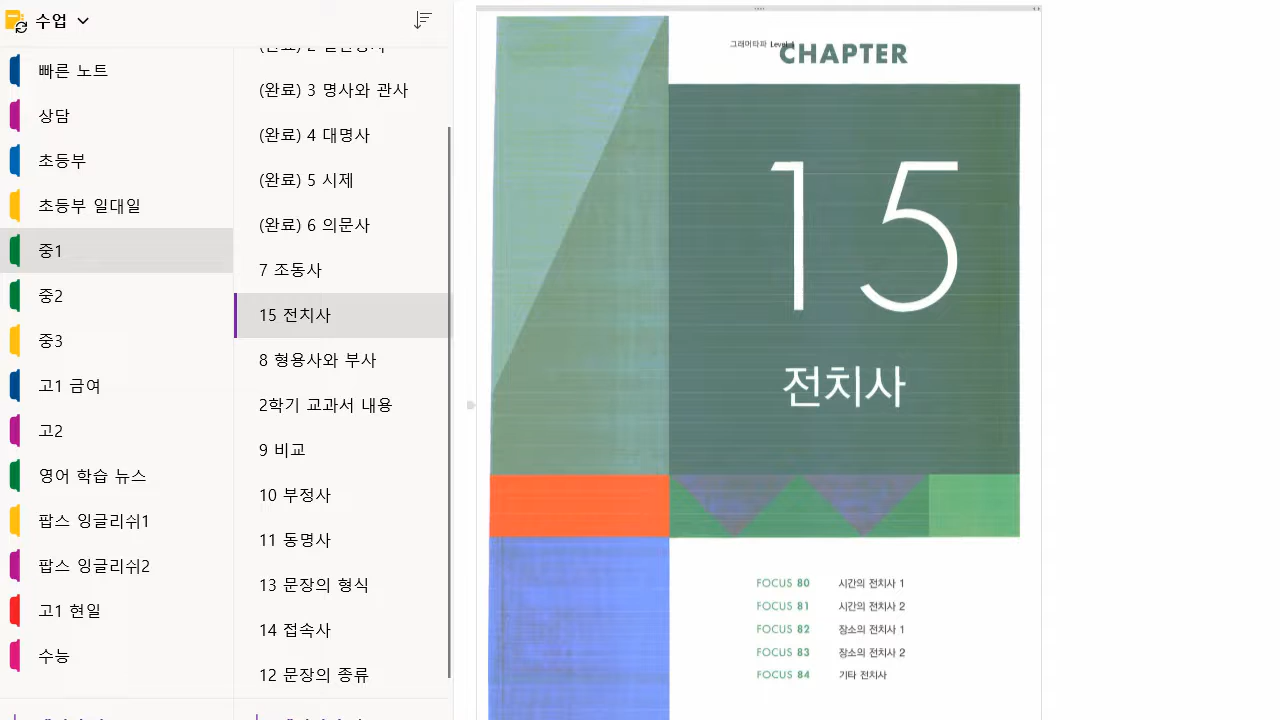 수업
빠른 노트
상담
초등부
초등부 일대일
중1
중2
중3
고1 급여
고2
영어 학습 뉴스
팝스 잉글리쉬1
팝스 잉글리쉬2
고1 현일
수능
(완료) 3 명사와 관사
(완료) 4 대명사
(완료) 5 시제
(완료) 6 의문사
7 조동사
15 전치사
8 형용사와 부사
2학기 교과서 내용
9 비교
10 부정사
11 동명사
13 문장의 형식
14 접속사
12 문장의 종류
그래머타파 Level
CHAPTER
15
전치사
FOCUS 80 시간의 전치사 1
FOCUS 81 시간의 전치사 2
FOCUS 82 장소의 전치사 1
FOCUS 83 장소의 전치사 2
FOCUS 84 기타 전치사